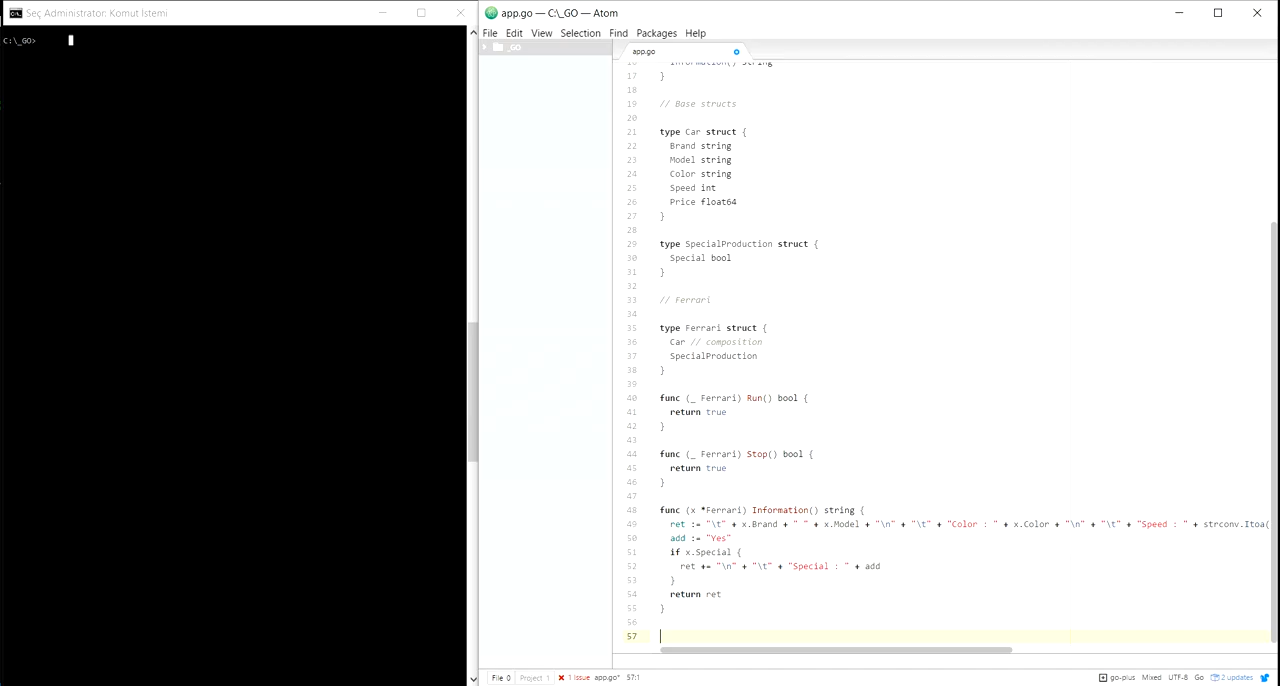 Seç Administrator: Komut İstemi
C:\_GO>
app.go — C:\_GO — Atom
File Edit View Selection Find Packages Help
_GO
app.go
16 Information() string
17 }
18
19 // Base structs
20
21 type Car struct {
22 Brand string
23 Model string
24 Color string
25 Speed int
26 Price float64
27 }
28
29 type SpecialProduction struct {
30 Special bool
31 }
32
33 // Ferrari
34
35 type Ferrari struct {
36 Car // composition
37 SpecialProduction
38 }
39
40 func (_ Ferrari) Run() bool {
41 return true
42 }
43
44 func (_ Ferrari) Stop() bool {
45 return true
46 }
47
48 func (x *Ferrari) Information() string {
49 ret := "\t" + x.Brand + " " + x.Model + "\n" + "\t" + "Color : " + x.Color + "\n" + "\t" + "Speed : " + strconv.Itoa(
50 add := "Yes"
51 if x.Special {
52 ret += "\n" + "\t" + "Special : " + add
53 }
54 return ret
55 }
56
57
File 0 Project 1 1 Issue app.go* 57:1 go-plus Mixed UTF-8 Go 2 updates